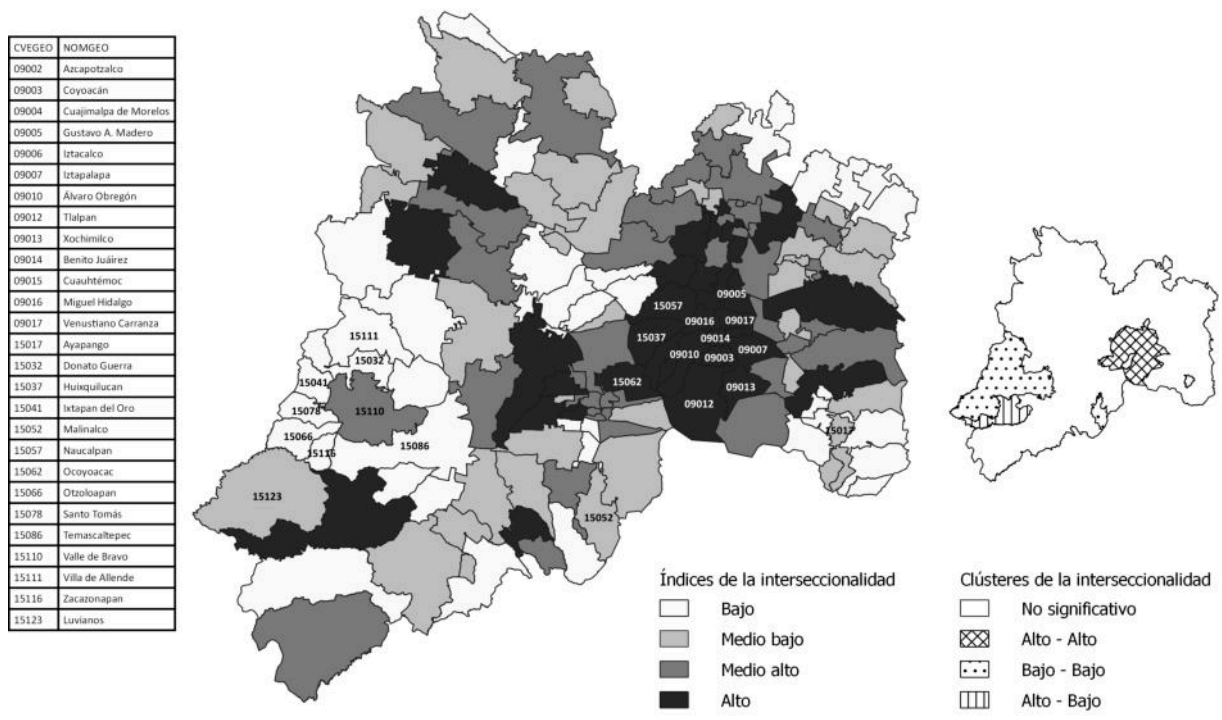 CVEGEO NOMGEO
09002 Azcapotzalco
09003 Coyoacán
09004 Cuajimalpa de Morelos
09005 Gustavo A. Madero
09006 Iztacalco
09007 Iztapalapa
09010 Álvaro Obregón
09012 Tlalpan
09013 Xochimilco
09014 Benito Juáirez
09015 Cuauhtémoc
09016 Miguel Hidalgo
09017 Venustiano Carranza
15017 Ayapango
15032 Donato Guerra
15037 Huixquilucan
15041 Ixtapan del Oro
15052 Malinalco
15057 Naucalpan
15062 Ocoyoacac
15066 Otzoloapan
15078 Santo Tomás
15086 Temascaltepec
15110 Valle de Bravo
15111 Villa de Allende
15116 Zacazonapan
15123 Luvianos
09005
15057
09016 09017
15111
15037 09014
09007
15032
09010 09003
15041
15062
09013
15078 15110
09012
15066 15086
15017
15116
15123
15052
Índices de la interseccionalidad
Bajo
Medio bajo
Medio alto
Alto
Clústeres de la interseccionalidad
No significativo
Alto - Alto
Bajo - Bajo
Alto - Bajo